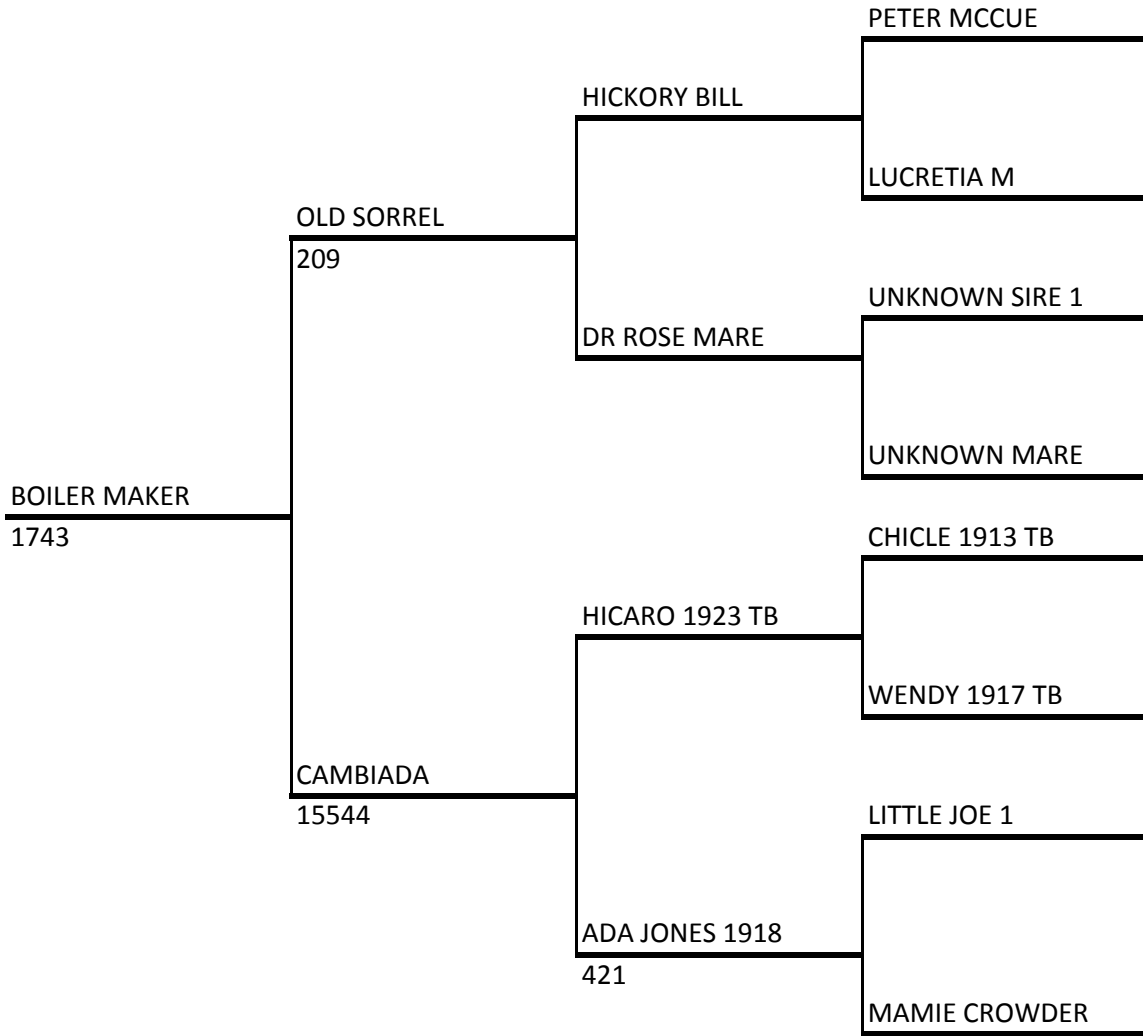 PETER MCCUE
HICKORY BILL
LUCRETIA M
OLD SORREL
209
UNKNOWN SIRE 1
DR ROSE MARE
UNKNOWN MARE
BOILER MAKER
1743
CHICLE 1913 TB
HICARO 1923 TB
WENDY 1917 TB
CAMBIADA
15544
LITTLE JOE 1
ADA JONES 1918
421
MAMIE CROWDER